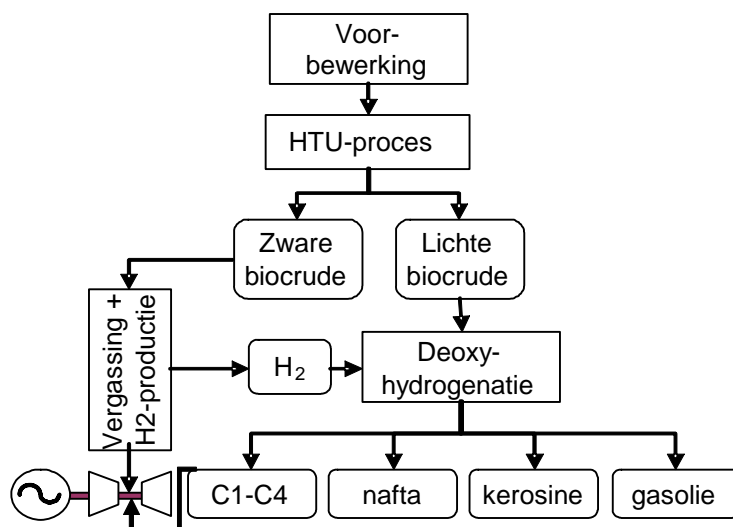 Voor-
bewerking
HTU-proces
Zware
biocrude
Lichte
biocrude
Vergassing +
H2-productie
H2
Deoxy-
hydrogenatie
C1-C4
nafta
kerosine
gasolie